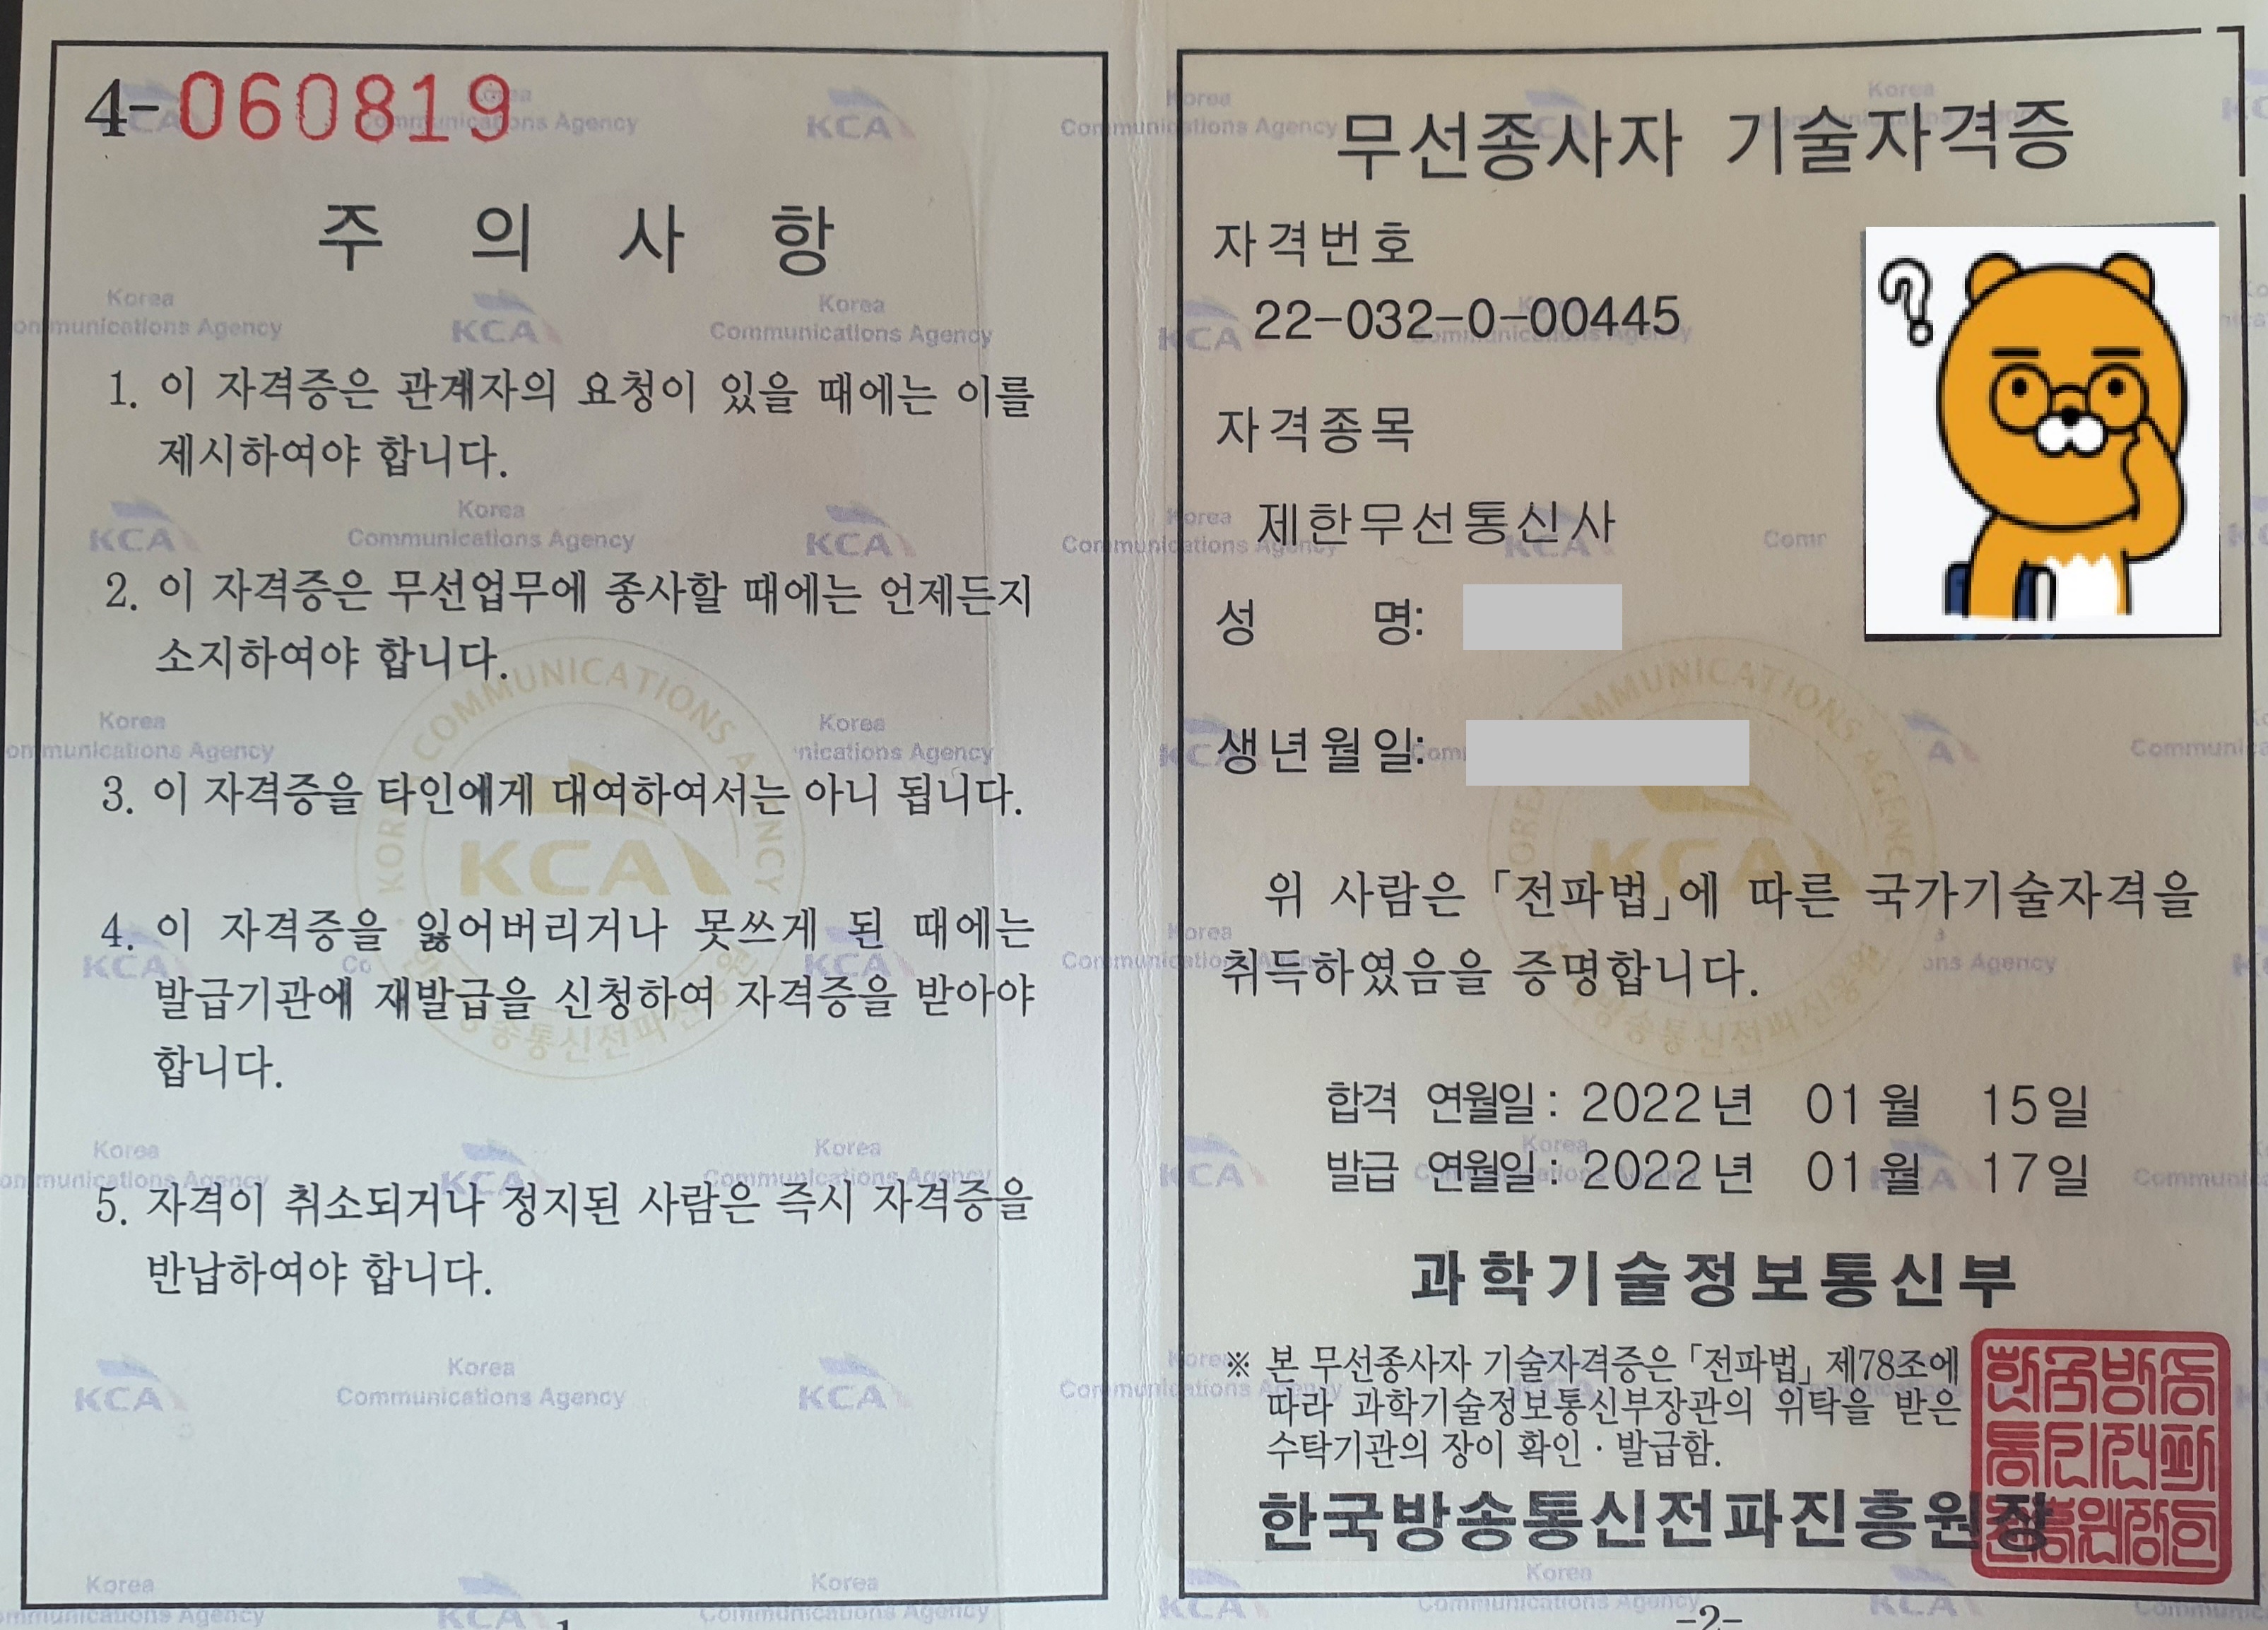 4-060819
주 의 사 항
1. 이 자격증은 관계자의 요청이 있을 때에는 이를
제시하여야 합니다.
2. 이 자격증은 무선업무에 종사할 때에는 언제든지
소지하여야 합니다.
3. 이 자격증을 타인에게 대여하여서는 아니 됩니다.
4. 이 자격증을 잃어버리거나 못쓰게 된 때에는
발급기관에 재발급을 신청하여 자격증을 받아야
합니다.
5. 자격이 취소되거나 정지된 사람은 즉시 자격증을
반납하여야 합니다.
무선종사자 기술자격증
자격번호
22-032-0-00445
자격종목
제한무선통신사
성 명:
생년월일:
위 사람은 「전파법」에 따른 국가기술자격을
취득하였음을 증명합니다.
합격 연월일 : 2022년 01월 15일
발급 연월일 : 2022년 01월 17일
과학기술정보통신부
※ 본 무선종사자 기술자격증은 「전파법」 제78조에
따라 과학기술정보통신부장관의 위탁을 받은
수탁기관의 장이 확인 · 발급함.
한국방송통신전파진흥원장
-2-
KCA
Korea
Communications Agency
KOREA COMMUNICATIONS AGENCY